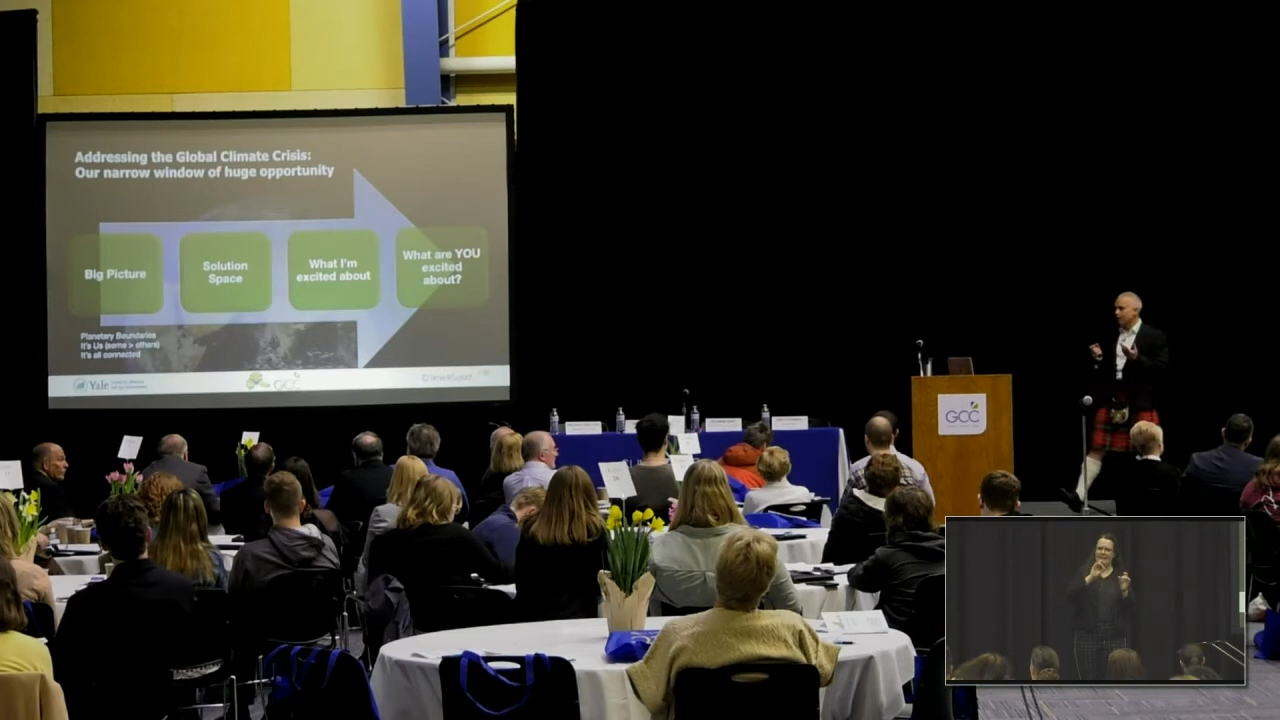 Addressing the Global Climate Crisis:
Our narrow window of huge opportunity
Big Picture
Solution
Space
What I'm
excited about
What are YOU
excited
about?
Planetary Boundaries
It's Us (some > others)
It's all connected
Yale
GCC
GCC